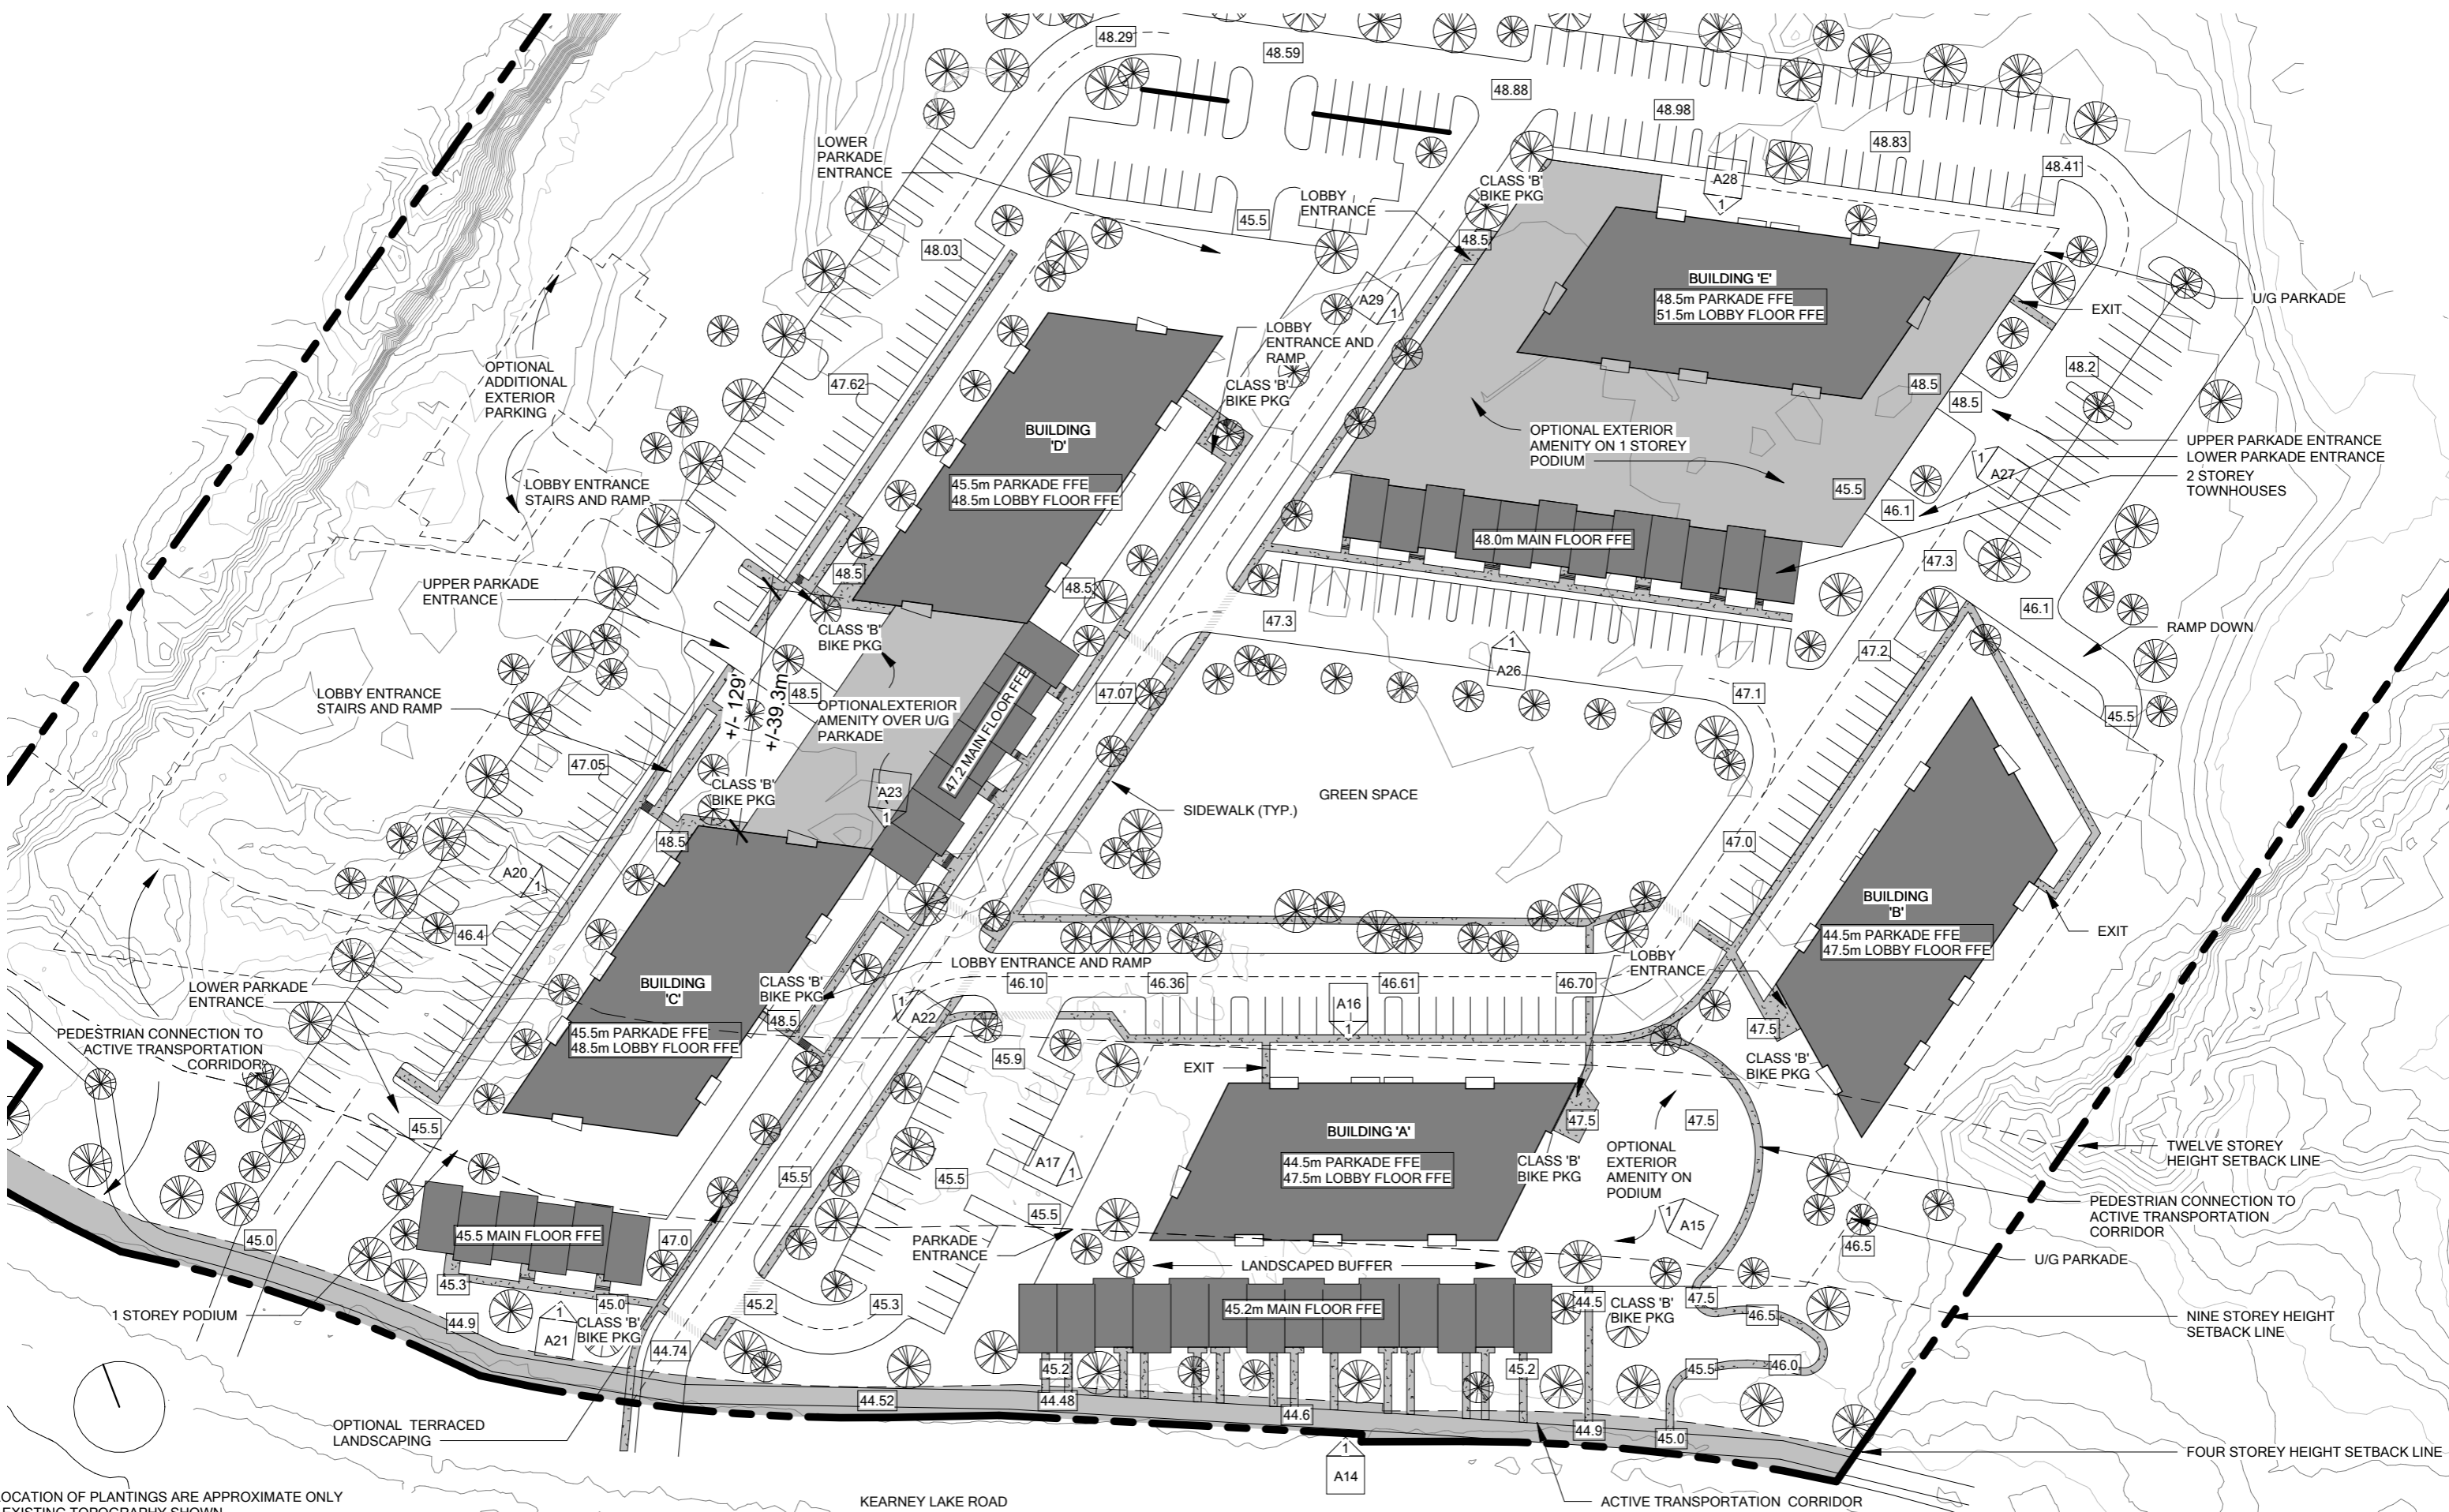 48.29
48.59
48.88
48.98
48.83
48.41
LOWER
PARKADE
ENTRANCE
LOBBY
ENTRANCE
CLASS 'B'
BIKE PKG
A28
1
48.03
45.5
48.5
BUILDING 'E'
48.5m PARKADE FFE
51.5m LOBBY FLOOR FFE
U/G PARKADE
EXIT
A29
1
LOBBY
ENTRANCE AND
RAMP
CLASS 'B'
BIKE PKG
OPTIONAL
ADDITIONAL
EXTERIOR
PARKING
47.62
48.2
48.5
48.5
BUILDING
'D'
45.5m PARKADE FFE
48.5m LOBBY FLOOR FFE
OPTIONAL EXTERIOR
AMENITY ON 1 STOREY
PODIUM
UPPER PARKADE ENTRANCE
LOWER PARKADE ENTRANCE
2 STOREY
TOWNHOUSES
1
A27
LOBBY ENTRANCE
STAIRS AND RAMP
45.5
46.1
48.0m MAIN FLOOR FFE
47.3
UPPER PARKADE
ENTRANCE
48.5
48.5
CLASS 'B'
BIKE PKG
47.3
46.1
RAMP DOWN
1
A26
47.2
LOBBY ENTRANCE
STAIRS AND RAMP
+/- 129'
+/-39.3m
48.5
OPTIONALEXTERIOR
AMENITY OVER U/G
PARKADE
47.2 MAIN FLOOR FFE
47.07
47.1
45.5
47.05
CLASS 'B'
BIKE PKG
A23
1
SIDEWALK (TYP.)
GREEN SPACE
48.5
47.0
A20
1
BUILDING
'B'
44.5m PARKADE FFE
47.5m LOBBY FLOOR FFE
EXIT
46.4
LOBBY ENTRANCE AND RAMP
LOBBY
ENTRANCE
LOWER PARKADE
ENTRANCE
BUILDING
'C'
CLASS 'B'
BIKE PKG
46.10
46.36
46.61
46.70
1
A22
A16
1
48.5
45.5m PARKADE FFE
48.5m LOBBY FLOOR FFE
47.5
PEDESTRIAN CONNECTION TO
ACTIVE TRANSPORTATION
CORRIDOR
45.9
EXIT
CLASS 'B'
BIKE PKG
45.5
BUILDING 'A'
44.5m PARKADE FFE
47.5m LOBBY FLOOR FFE
47.5
47.5
TWELVE STOREY
HEIGHT SETBACK LINE
A17
1
45.5
45.5
CLASS 'B'
BIKE PKG
OPTIONAL
EXTERIOR
AMENITY ON
PODIUM
PEDESTRIAN CONNECTION TO
ACTIVE TRANSPORTATION
CORRIDOR
45.5
1
A15
45.0
45.5 MAIN FLOOR FFE
47.0
PARKADE
ENTRANCE
46.5
U/G PARKADE
LANDSCAPED BUFFER
45.3
45.0
45.2
45.3
45.2m MAIN FLOOR FFE
44.5
CLASS 'B'
BIKE PKG
47.5
46.5
1 STOREY PODIUM
44.9
1
A21
CLASS 'B'
BIKE PKG
NINE STOREY HEIGHT
SETBACK LINE
44.74
45.2
45.2
45.5
46.0
44.52
44.48
44.6
44.9
45.0
OPTIONAL TERRACED
LANDSCAPING
1
A14
FOUR STOREY HEIGHT SETBACK LINE
LOCATION OF PLANTINGS ARE APPROXIMATE ONLY
EXISTING TOPOGRAPHY SHOWN
KEARNEY LAKE ROAD
ACTIVE TRANSPORTATION CORRIDOR